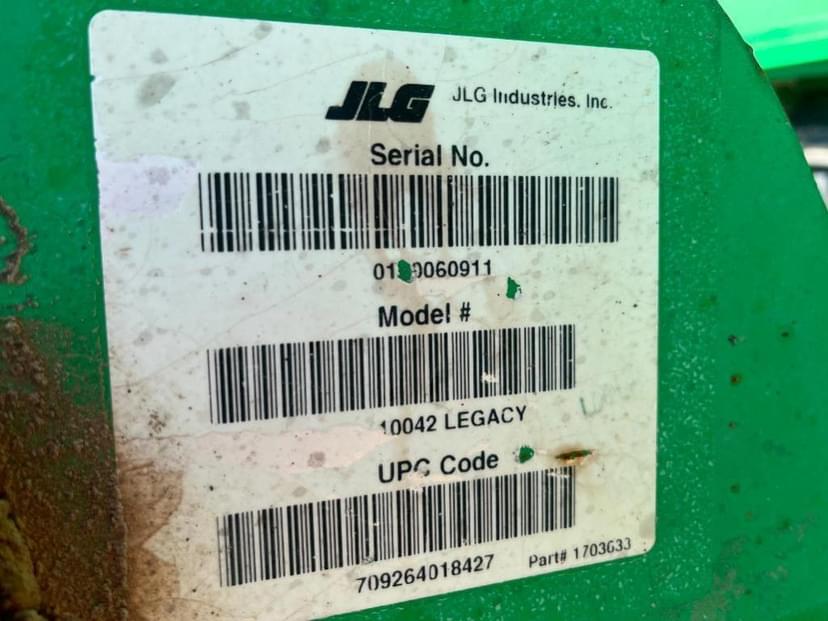 JLG JLG Industries. Inc.
Serial No.
Model #
10042 LEGACY
UPC Code
709264018427 Part# 1703633